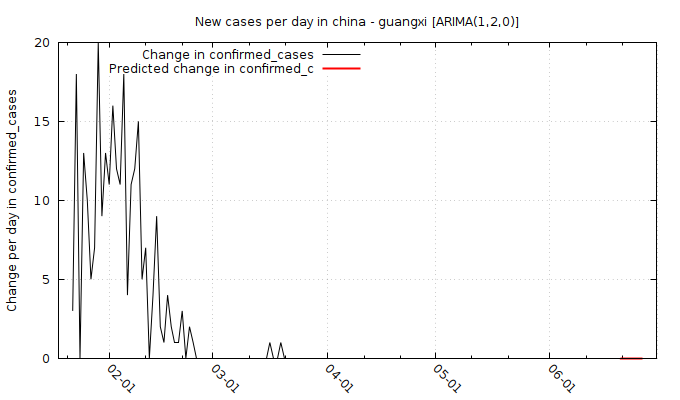 New cases per day in china - guangxi [ARIMA(1,2,0)]
Change in confirmed_cases
Predicted change in confirmed_c
Change per day in confirmed_cases
20
15
10
5
0
02-01
03-01
04-01
05-01
06-01